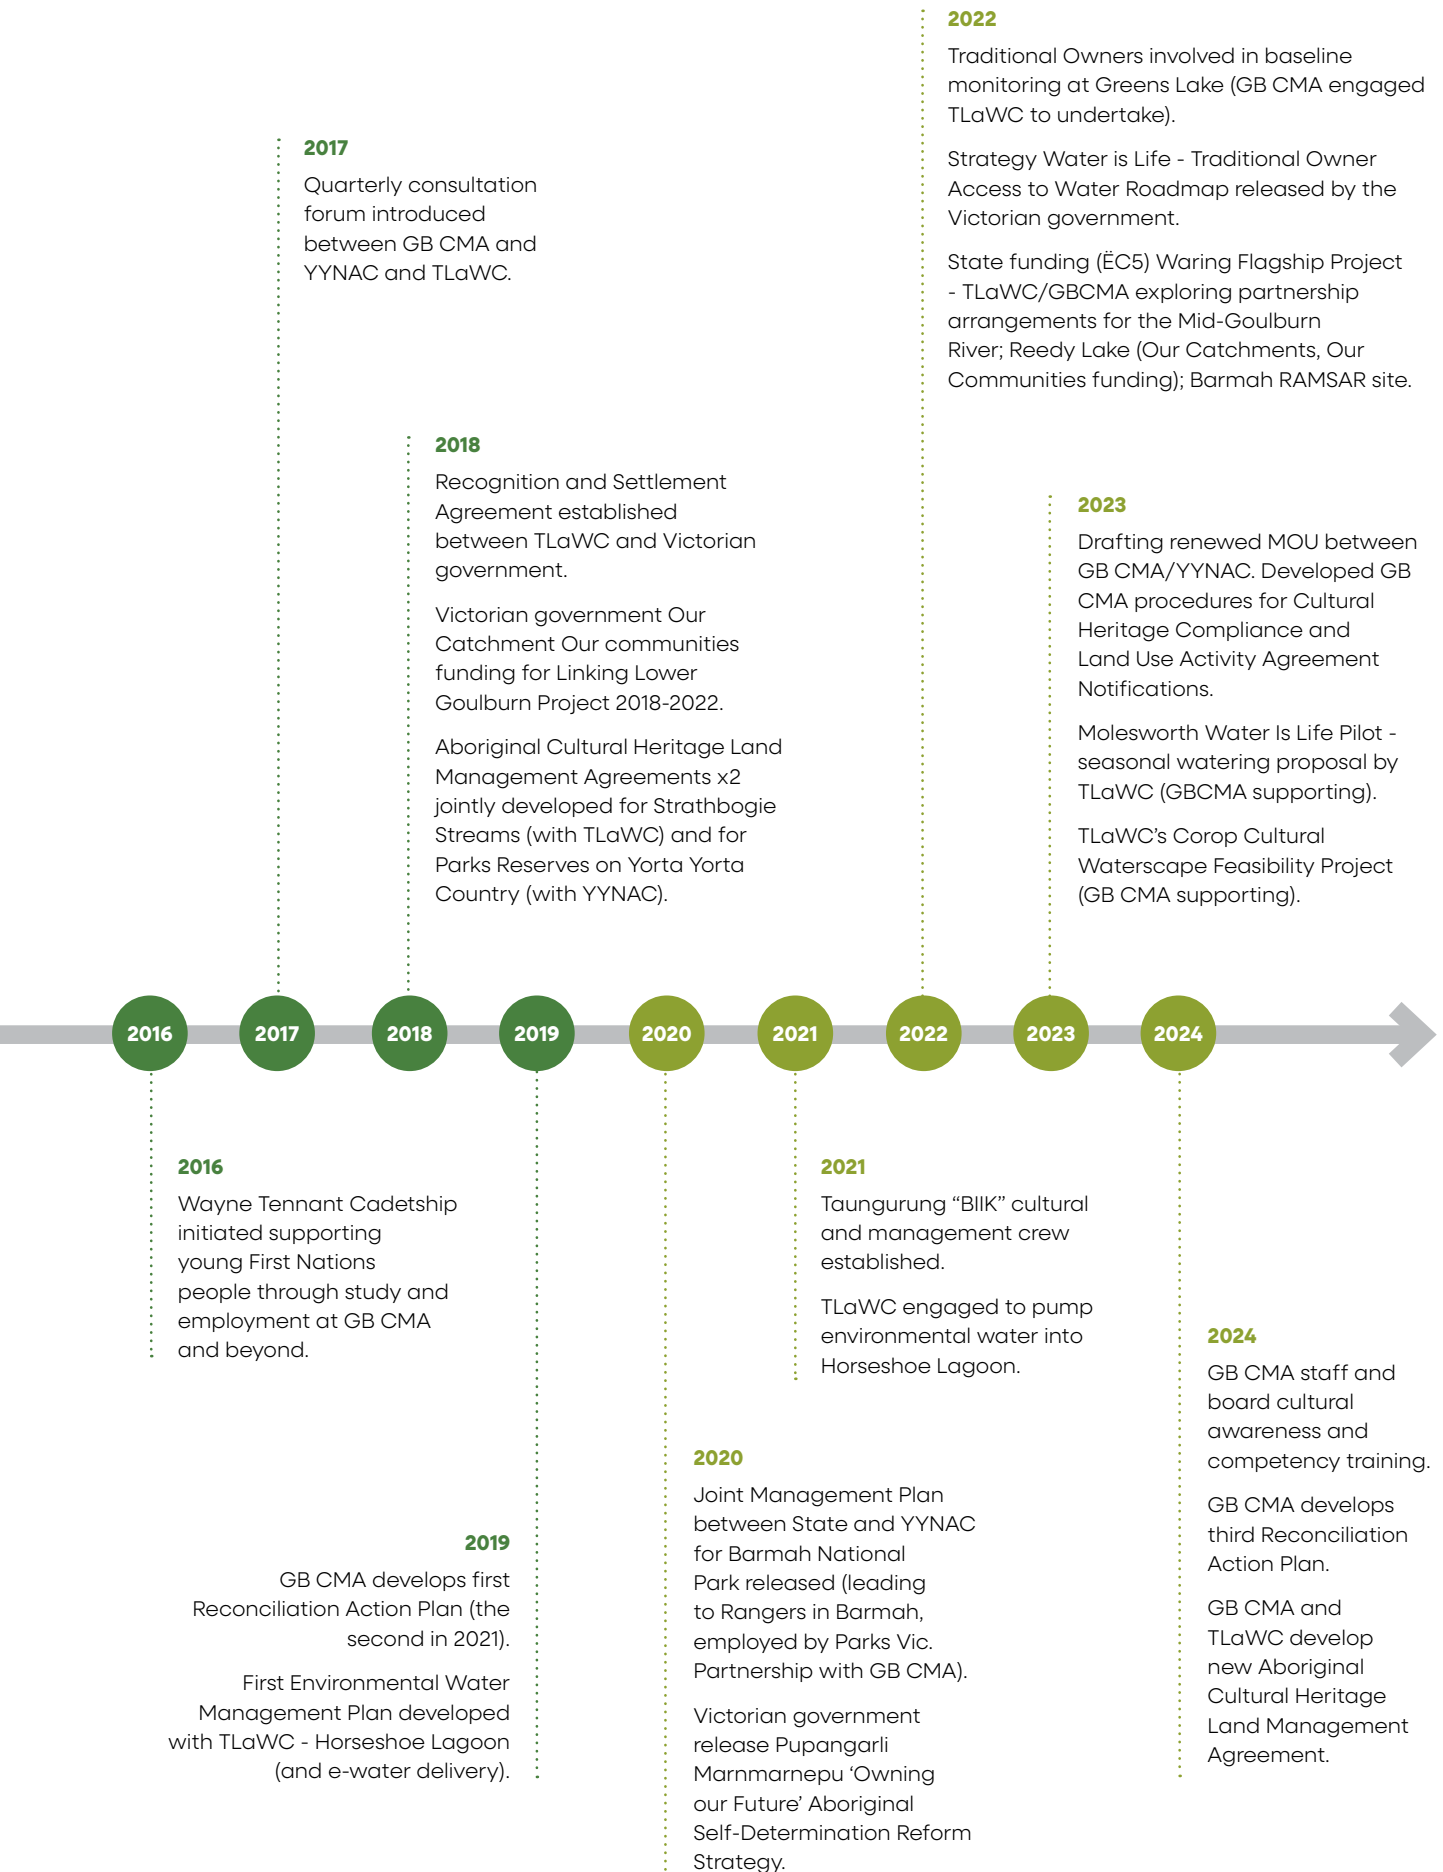 2022
Traditional Owners involved in baseline
monitoring at Greens Lake (GB CMA engaged
TLaWC to undertake).
Strategy Water is Life - Traditional Owner
Access to Water Roadmap released by the
Victorian government.
State funding (ËC5) Waring Flagship Project
- TLaWC/GBCMA exploring partnership
arrangements for the Mid-Goulburn
River; Reedy Lake (Our Catchments, Our
Communities funding); Barmah RAMSAR site.
2017
Quarterly consultation
forum introduced
between GB CMA and
YYNAC and TLaWC.
2018
Recognition and Settlement
Agreement established
between TLaWC and Victorian
government.
Victorian government Our
Catchment Our communities
funding for Linking Lower
Goulburn Project 2018-2022.
Aboriginal Cultural Heritage Land
Management Agreements x2
jointly developed for Strathbogie
Streams (with TLaWC) and for
Parks Reserves on Yorta Yorta
Country (with YYNAC).
2023
Drafting renewed MOU between
GB CMA/YYNAC. Developed GB
CMA procedures for Cultural
Heritage Compliance and
Land Use Activity Agreement
Notifications.
Molesworth Water Is Life Pilot -
seasonal watering proposal by
TLaWC (GBCMA supporting).
TLaWC's Corop Cultural
Waterscape Feasibility Project
(GB CMA supporting).
2016 2017 2018 2019 2020 2021 2022 2023 2024
2016
Wayne Tennant Cadetship
initiated supporting
young First Nations
people through study and
employment at GB CMA
and beyond.
2019
GB CMA develops first
Reconciliation Action Plan (the
second in 2021).
First Environmental Water
Management Plan developed
with TLaWC - Horseshoe Lagoon
(and e-water delivery).
2021
Taungurung “BIIK” cultural
and management crew
established.
TLaWC engaged to pump
environmental water into
Horseshoe Lagoon.
2020
Joint Management Plan
between State and YYNAC
for Barmah National
Park released (leading
to Rangers in Barmah,
employed by Parks Vic.
Partnership with GB CMA).
Victorian government
release Pupangarli
Marnmarnepu ‘Owning
our Future’ Aboriginal
Self-Determination Reform
Strategy.
2024
GB CMA staff and
board cultural
awareness and
competency training.
GB CMA develops
third Reconciliation
Action Plan.
GB CMA and
TLaWC develop
new Aboriginal
Cultural Heritage
Land Management
Agreement.